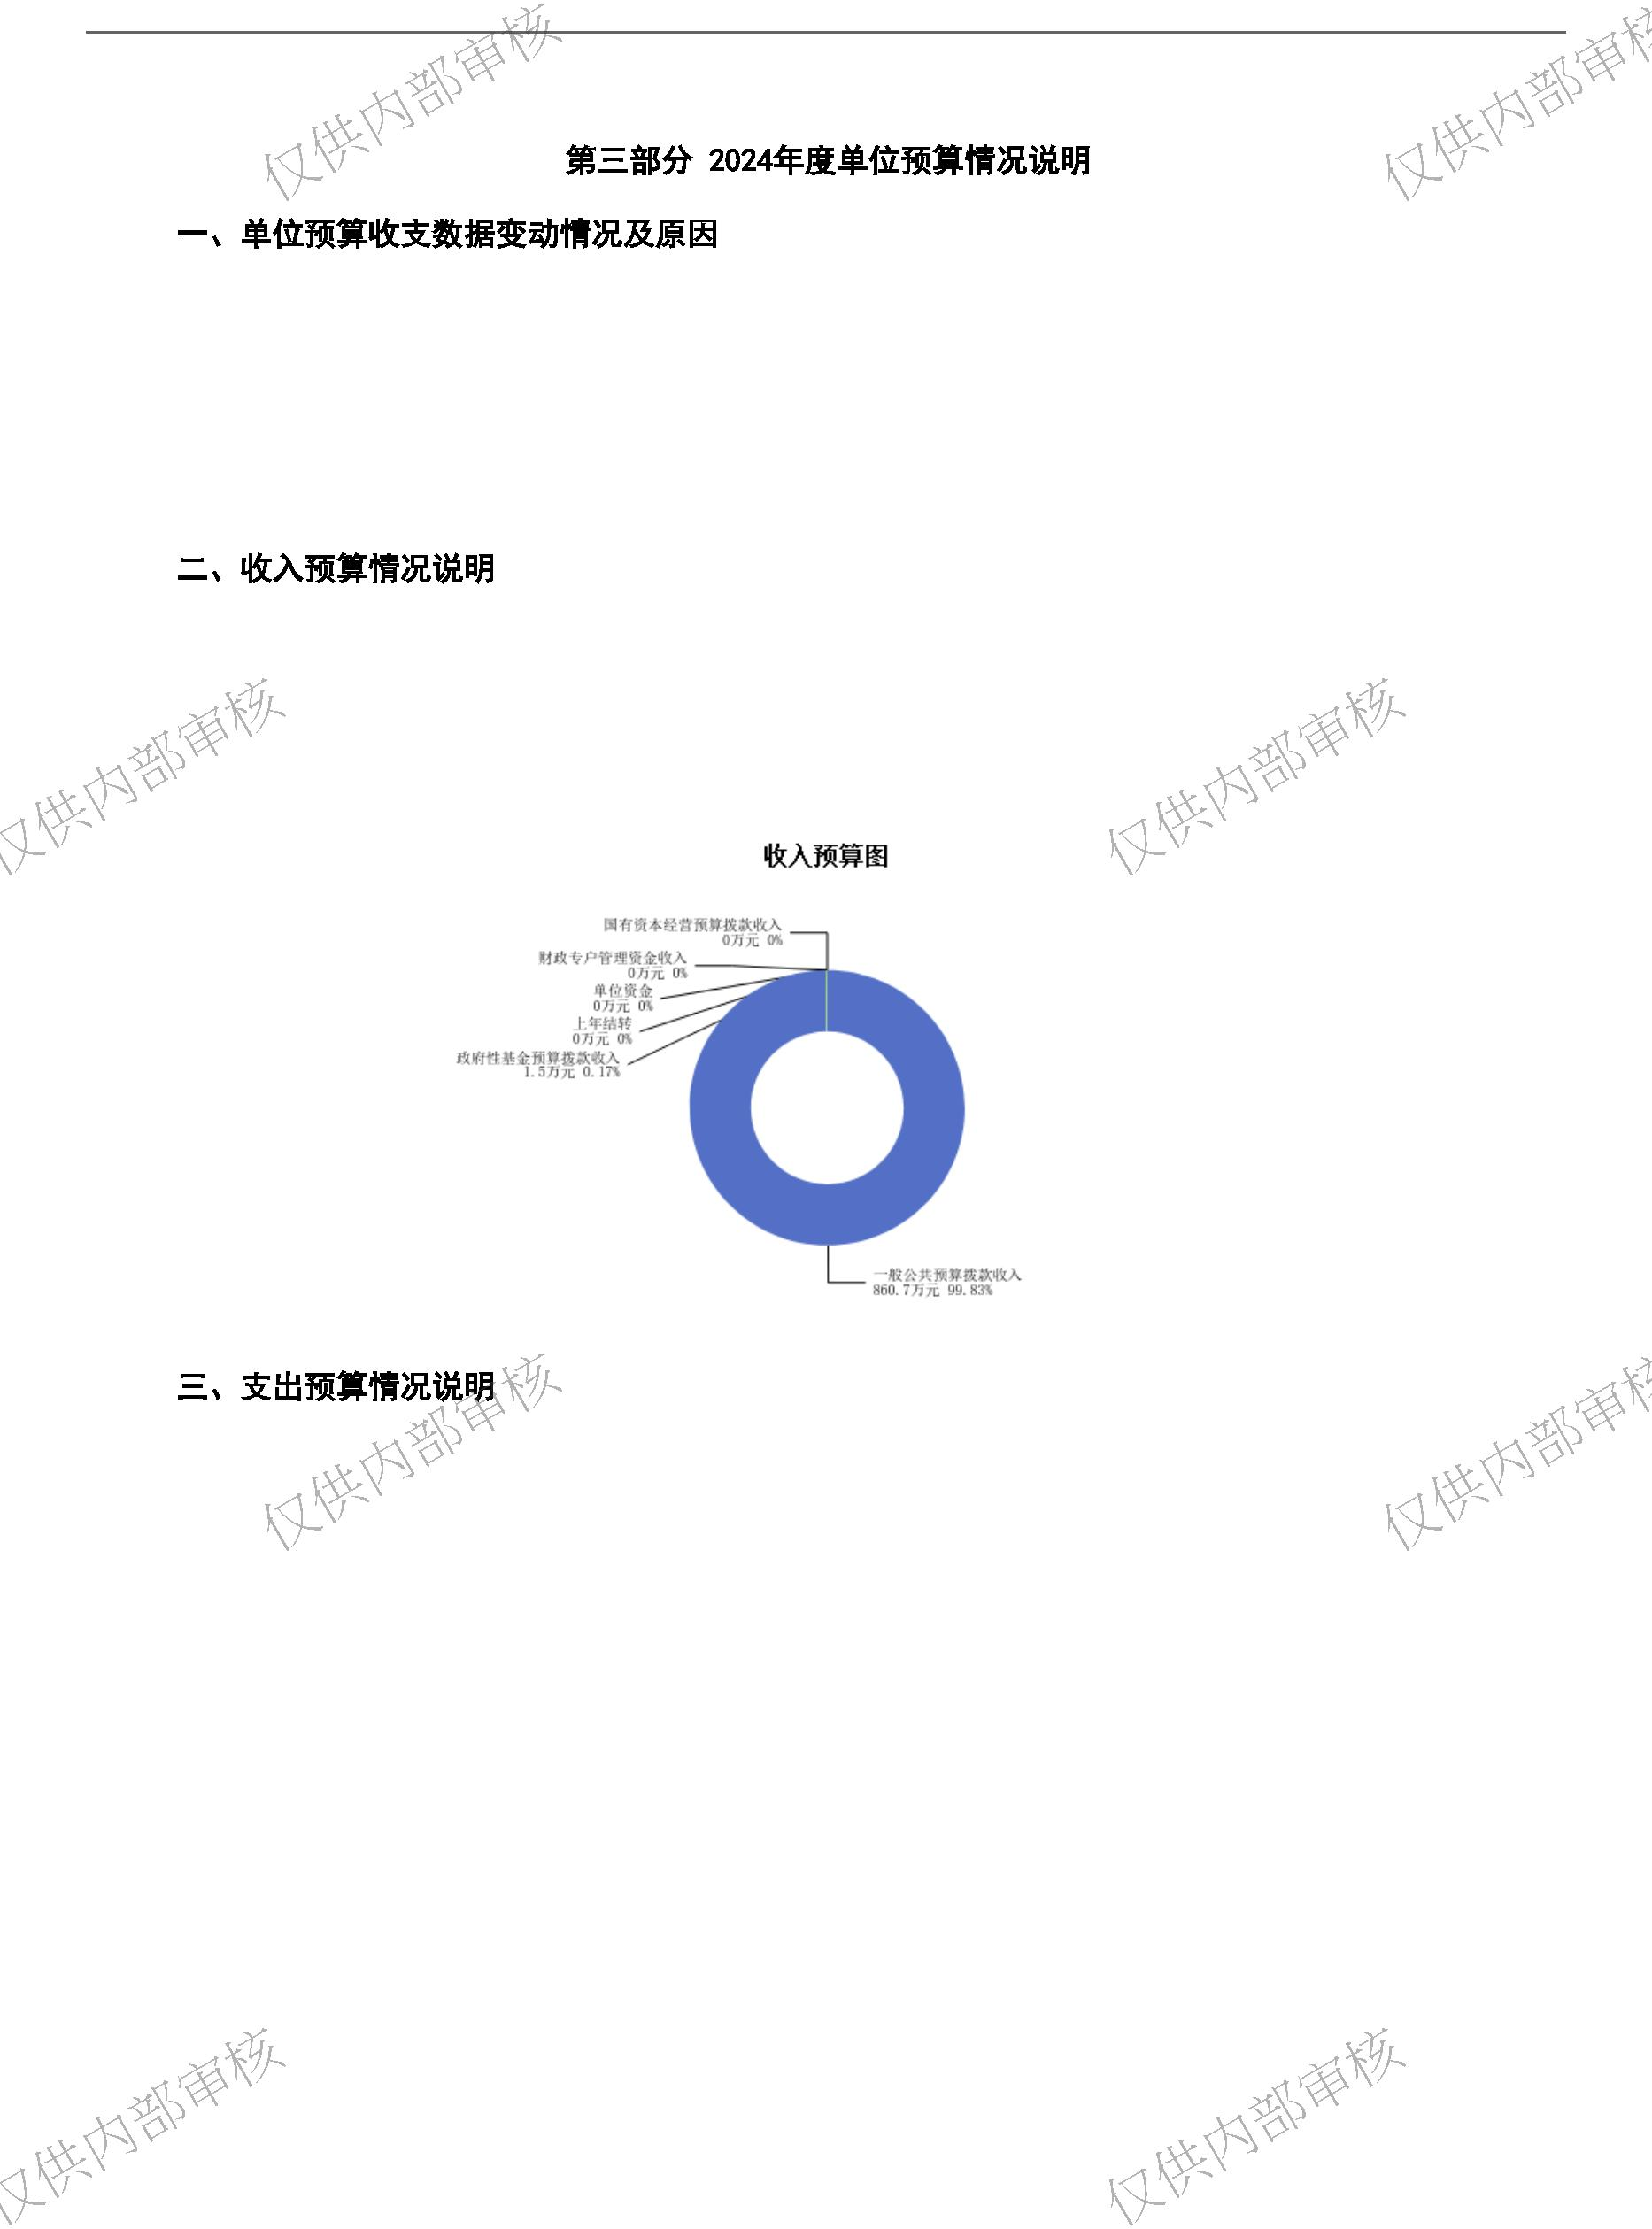 仅供内部审核
仅供内部审核
第三部分 2024年度单位预算情况说明
一、单位预算收支数据变动情况及原因
二、收入预算情况说明
仅供内部审核
仅供内部审核
收入预算图
国有资本经营预算拨款收入
0万元 0%
财政专户管理资金收入
0万元 0%
单位资金
0万元 0%
上年结转
0万元 0%
政府性基金预算拨款收入
1.5万元 0.17%
一般公共预算拨款收入
860.7万元 99.83%
三、支出预算情况说明
仅供内部审核
仅供内部审核
仅供内部审核
仅供内部审核